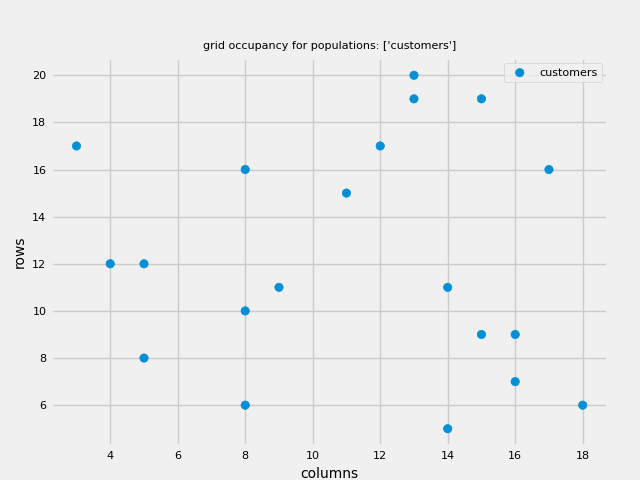 grid occupancy for populations: ['customers']
customers
20
18
16
14
12
10
8
6
rows
4 6 8 10 12 14 16 18
columns